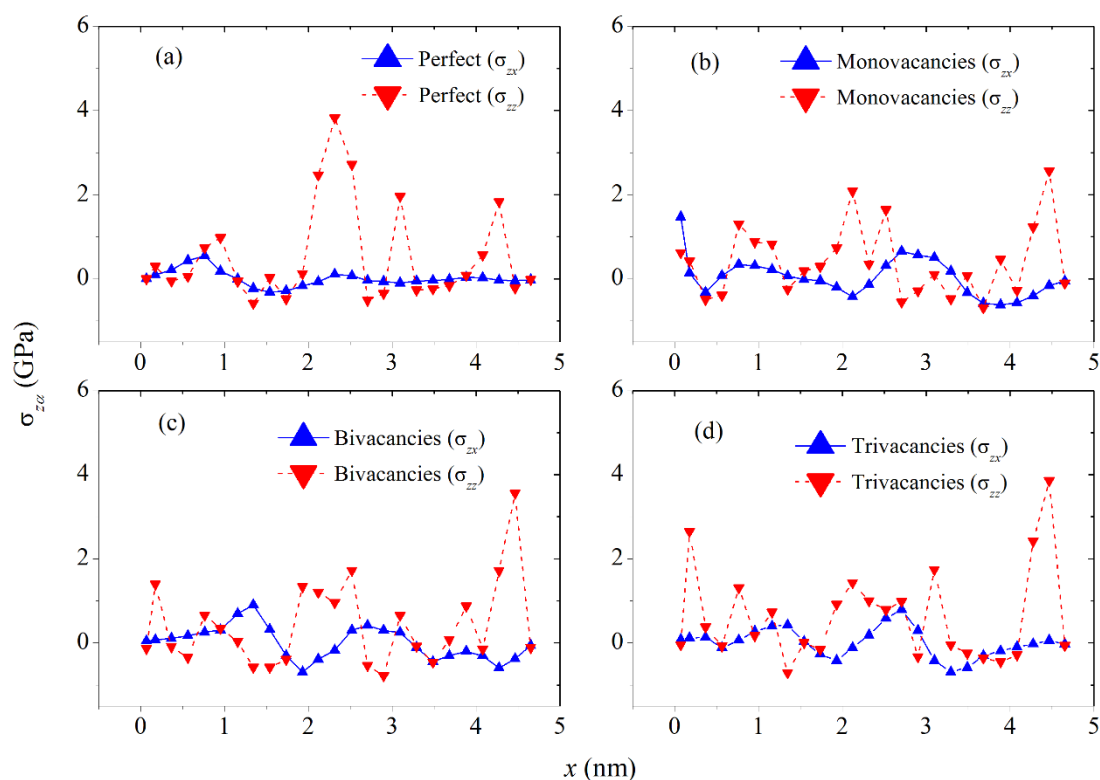 (a)
Perfect (σzx)
Perfect (σzz)
6
4
2
0
0 1 2 3 4 5
(b)
Monovacancies (σzx)
Monovacancies (σzz)
6
4
2
0
0 1 2 3 4 5
σzα (GPa)
(c)
Bivacancies (σzx)
Bivacancies (σzz)
6
4
2
0
0 1 2 3 4 5
(d)
Trivacancies (σzx)
Trivacancies (σzz)
6
4
2
0
0 1 2 3 4 5
x (nm)